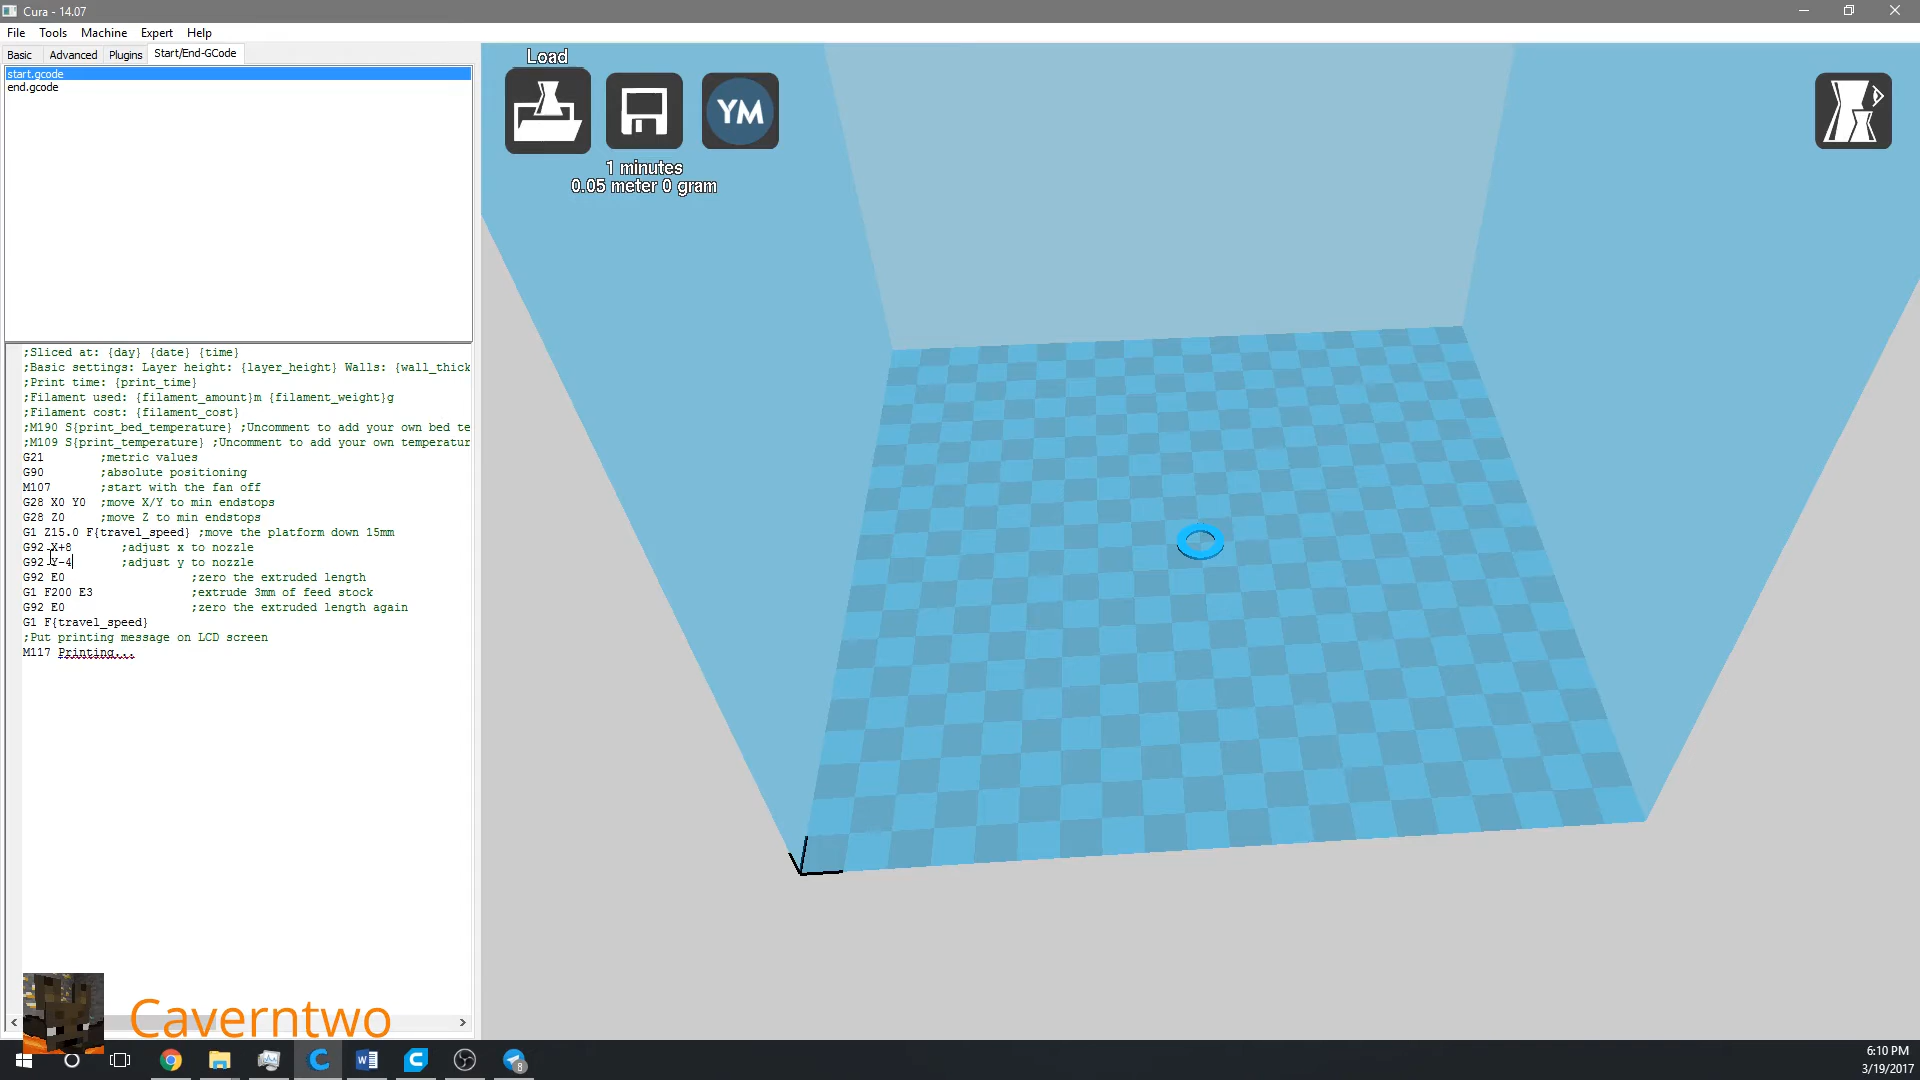 Cura - 14.07
File Tools Machine Expert Help
Basic Advanced Plugins Start/End-GCode
start.gcode
end.gcode
;Sliced at: {day} {date} {time}
;Basic settings: Layer height: {layer_height} Walls: {wall_thick
;Print time: {print_time}
;Filament used: {filament_amount}m {filament_weight}g
;Filament cost: {filament_cost}
;M190 S{print_bed_temperature} ;Uncomment to add your own bed te
;M109 S{print_temperature} ;Uncomment to add your own temperatur
G21 ;metric values
G90 ;absolute positioning
M107 ;start with the fan off
G28 X0 Y0 ;move X/Y to min endstops
G28 Z0 ;move Z to min endstops
G1 Z15.0 F{travel_speed} ;move the platform down 15mm
G92 X+8 ;adjust x to nozzle
G92 Y-4 ;adjust y to nozzle
G92 E0 ;zero the extruded length
G1 F200 E3 ;extrude 3mm of feed stock
G92 E0 ;zero the extruded length again
G1 F{travel_speed}
;Put printing message on LCD screen
M117 Printing...
Load
YM
1 minutes
0.05 meter 0 gram
Caverntwo
8
6:10 PM
3/19/2017